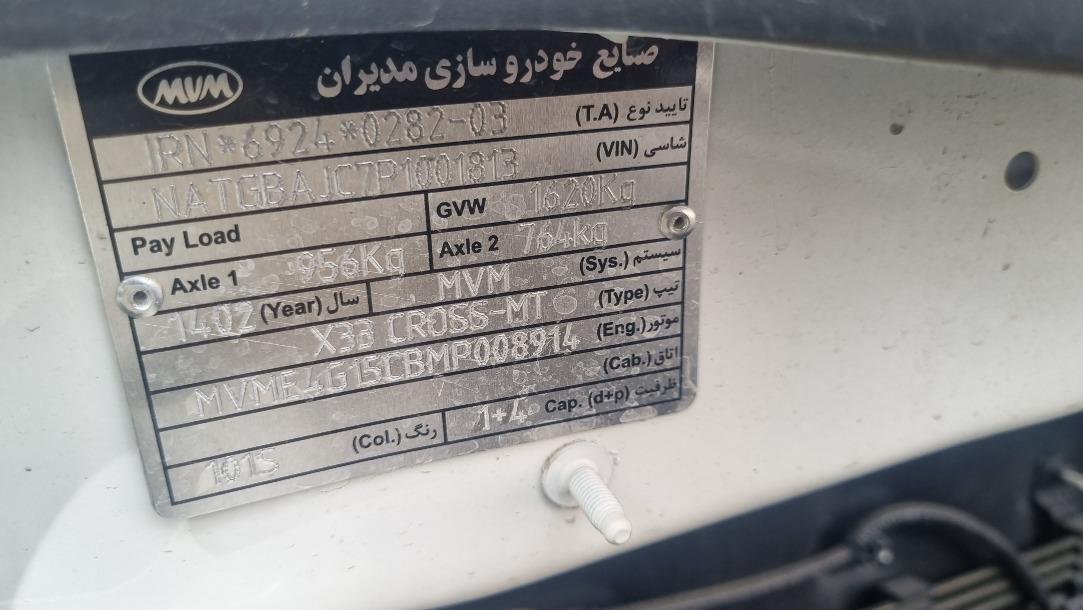 MVM صنایع خودرو سازی مدیران
IRN*6924*0282-03 تایید نوع (T.A)
NATGBAJC7P1001813 شاسی (VIN)
Pay Load GVW 1620Kg
Axle 1 956Kg Axle 2 764kg
1402 سال (Year) MVM سیستم (Sys.)
X33 CROSS-MT تیپ (Type)
MVME4G15CBMP008914 موتور (Eng.)
اتاق (Cab.)
101S رنگ (Col.) 1+4 ظرفیت Cap. (d+p)